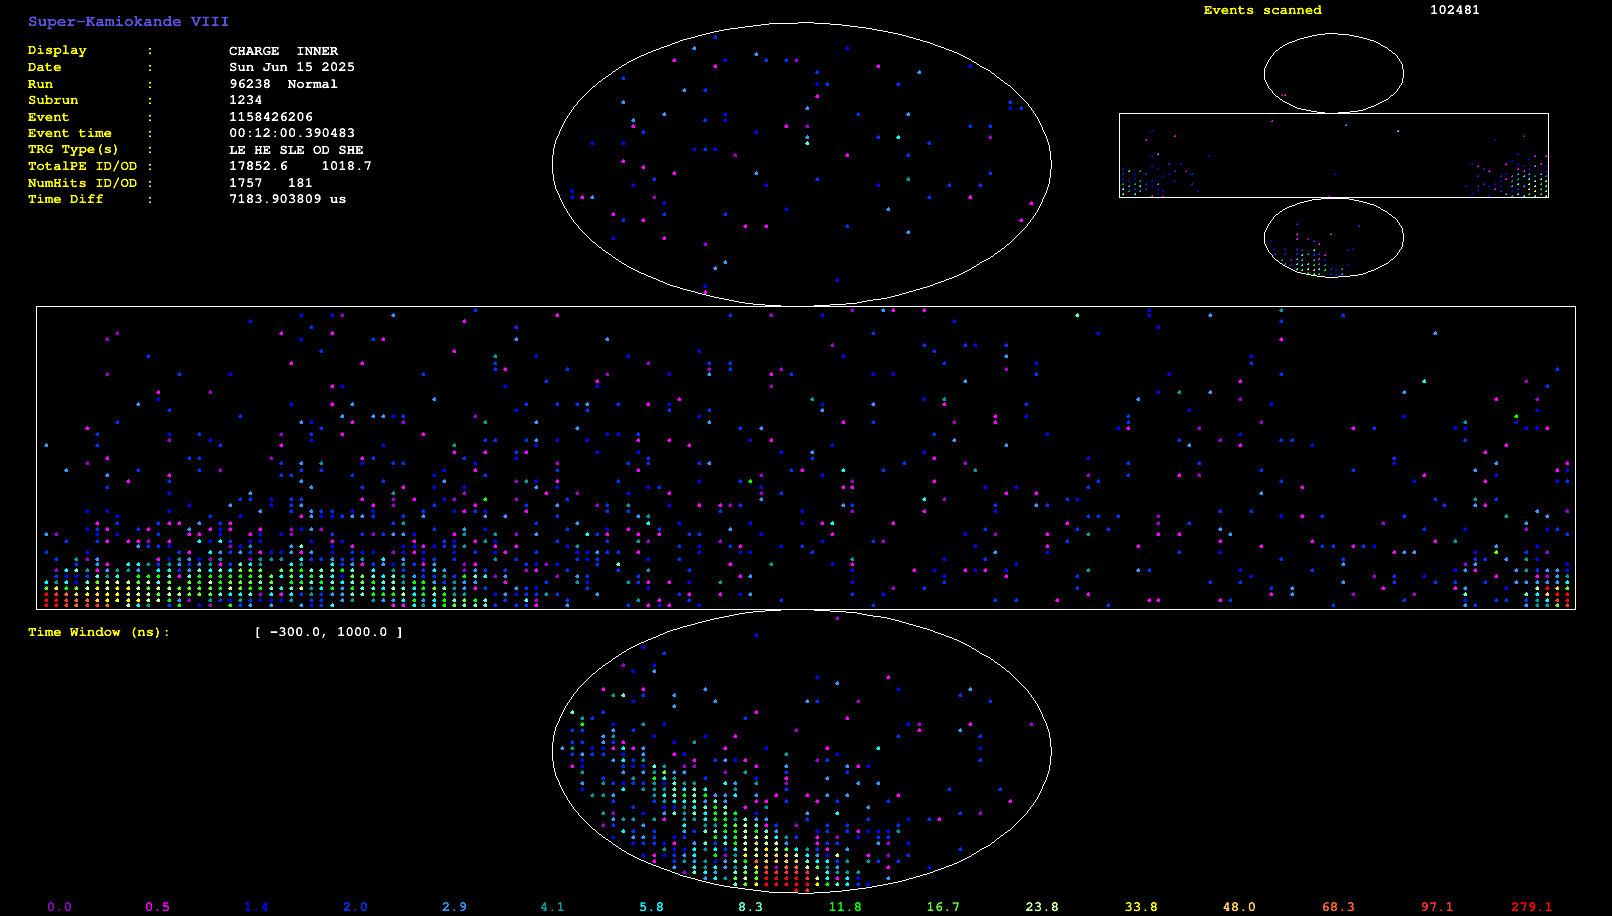 Super-Kamiokande VIII
Events scanned 102481
Display : CHARGE INNER
Date : Sun Jun 15 2025
Run : 96238 Normal
Subrun : 1234
Event : 1158426206
Event time : 00:12:00.390483
TRG Type(s) : LE HE SLE OD SHE
TotalPE ID/OD : 17852.6 1018.7
NumHits ID/OD : 1757 181
Time Diff : 7183.903809 us
Time Window (ns): [ -300.0, 1000.0 ]
0.0 0.5 1.4 2.0 2.9 4.1 5.8 8.3 11.8 16.7 23.8 33.8 48.0 68.3 97.1 279.1